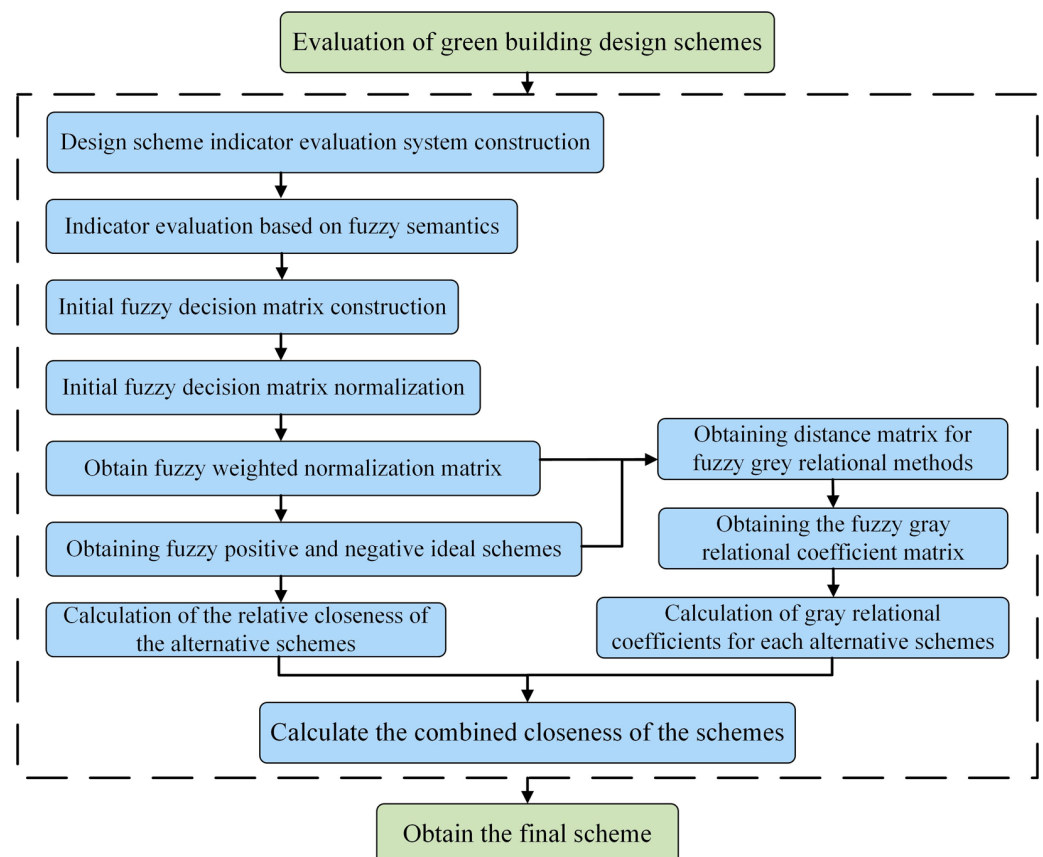 Evaluation of green building design schemes
Design scheme indicator evaluation system construction
Indicator evaluation based on fuzzy semantics
Initial fuzzy decision matrix construction
Initial fuzzy decision matrix normalization
Obtain fuzzy weighted normalization matrix
Obtaining fuzzy positive and negative ideal schemes
Calculation of the relative closeness of
the alternative schemes
Obtaining distance matrix for
fuzzy grey relational methods
Obtaining the fuzzy gray
relational coefficient matrix
Calculation of gray relational
coefficients for each alternative schemes
Calculate the combined closeness of the schemes
Obtain the final scheme